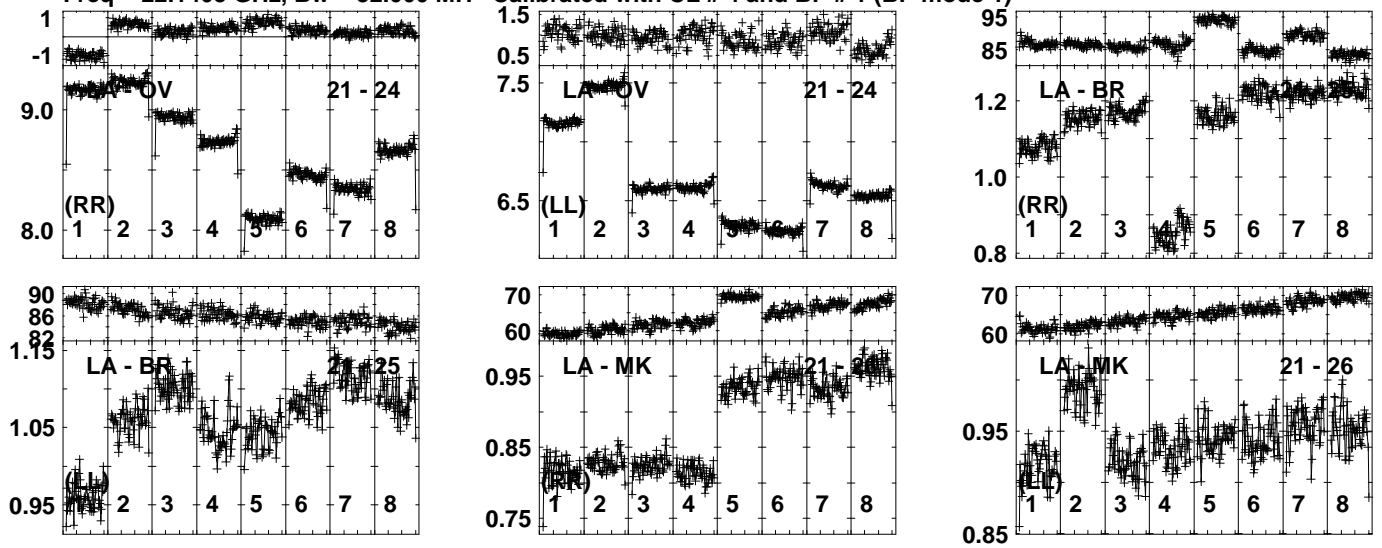 1 1.5 95
-1 0.5 85
LA - OV 21 - 24
9.0
8.0
(RR)
1 2 3 4 5 6 7 8
LA - OV 21 - 24
7.5
6.5
(LL)
1 2 3 4 5 6 7 8
LA - BR
1.2
1.0
0.8
(RR)
1 2 3 4 5 6 7 8
90
86
82
LA - BR 21 - 25
1.15
1.05
0.95
(LL)
2 3 4 5 6 7 8
70
60
LA - MK 21 - 26
0.95
0.85
0.75
(RR)
1 2 3 4 5 6 7 8
70
60
LA - MK 21 - 26
0.95
0.85
(LL)
1 2 3 4 5 6 7 8